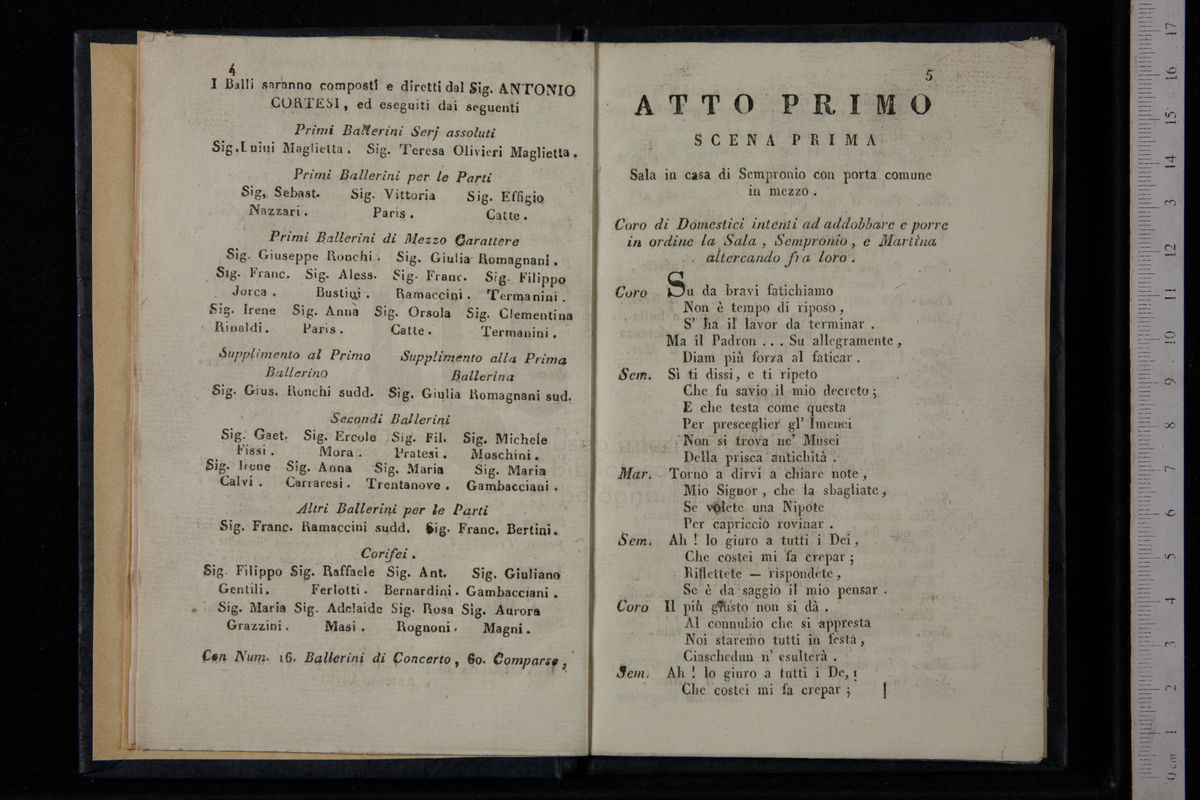 4
I Balli saranno composti e diretti dal Sig. ANTONIO
CORTESI, ed eseguiti dai seguenti
Primi Ballerini Serj assoluti
Sig. Luini Maglietta. Sig. Teresa Olivieri Maglietta.
Primi Ballerini per le Parti
Sig. Sebast. Sig. Vittoria Sig. Effigio
Nazzari. Paris. Catte.
Primi Ballerini di Mezzo Carattere
Sig. Giuseppe Ronchi. Sig. Giulia Romagnani.
Sig. Franc. Sig. Aless. Sig. Franc. Sig. Filippo
Jorca. Bustini. Ramaccini. Termanini.
Sig. Irene Sig. Anna Sig. Orsola Sig. Clementina
Rinoldi. Paris. Catte. Termanini.
Supplimento al Primo Supplimento alla Prima
Ballerino Ballerina
Sig. Gius. Ronchi sudd. Sig. Giulia Romagnani sud.
Secondi Ballerini
Sig. Gaet. Sig. Ercole Sig. Fil. Sig. Michele
Fissi. Mora. Pratesi. Moschini.
Sig. Irene Sig. Anna Sig. Maria Sig. Maria
Calvi. Carraresi. Trentanove. Gambacciani.
Altri Ballerini per le Parti
Sig. Franc. Ramaccini sudd. Sig. Franc. Bertini.
Corifei.
Sig. Filippo Sig. Raffaele Sig. Ant. Sig. Giuliano
Gentili. Ferlotti. Bernardini. Gambacciani.
Sig. Maria Sig. Adelaide Sig. Rosa Sig. Aurora
Grazzini. Masi. Rognoni. Magni.
Con Num. 16. Ballerini di Concerto, 60. Comparse,
5
ATTO PRIMO
SCENA PRIMA
Sala in casa di Sempronio con porta comune
in mezzo.
Coro di Domestici intenti ad addobbare e porre
in ordine la Sala, Sempronio, e Martina
altercando fra loro.
Coro Su da bravi fatichiamo
Non è tempo di riposo,
S' ha il lavor da terminar.
Ma il Padron ... Su allegramente,
Diam più forza al faticar.
Sem. Sì ti dissi, e ti ripeto
Che fu savio il mio decreto;
E che testa come questa
Per presceglier gl' Imenei
Non si trova ne' Musei
Della prisca antichità.
Mar. Torno a dirvi a chiare note,
Mio Signor, che la sbagliate,
Se volete una Nipote
Per capriccio rovinar.
Sem. Ah! lo giuro a tutti i Dei,
Che costei mi fa crepar;
Riflettete — rispondete,
Se è da saggio il mio pensar.
Coro Il più giusto non si dà.
Al connubio che si appresta
Noi staremo tutti in festa,
Ciaschedun n' esulterà.
Sem. Ah! lo giuro a tutti i De,
Che costei mi fa crepar;